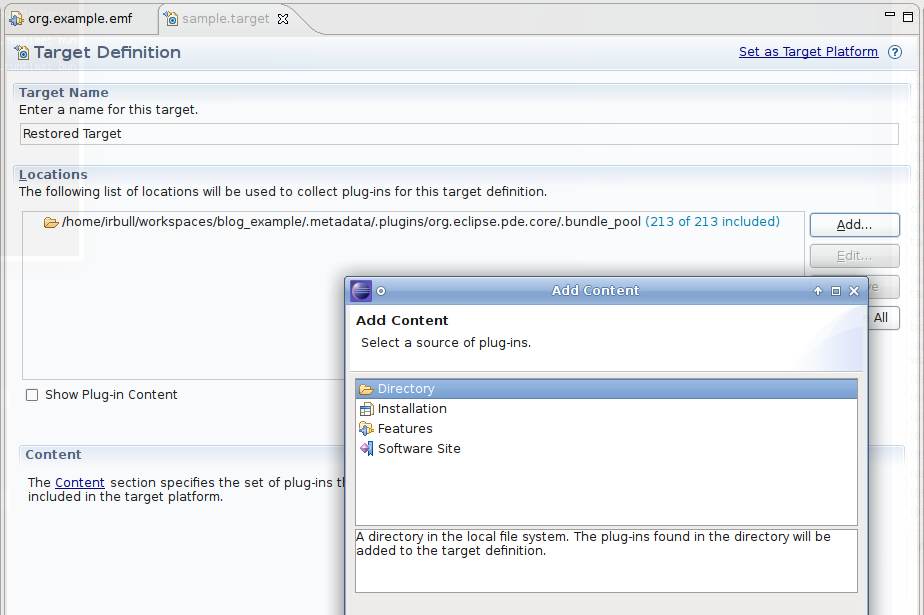 org.example.emf
sample.target
Target Definition
Set as Target Platform
Target Name
Enter a name for this target.
Restored Target
Locations
The following list of locations will be used to collect plug-ins for this target definition.
/home/irbull/workspaces/blog_example/.metadata/.plugins/org.eclipse.pde.core/.bundle_pool (213 of 213 included)
Add...
Edit...
All
Show Plug-in Content
Content
The Content section specifies the set of plug-ins
included in the target platform.
Add Content
Add Content
Select a source of plug-ins.
Directory
Installation
Features
Software Site
A directory in the local file system. The plug-ins found in the directory will be
added to the target definition.